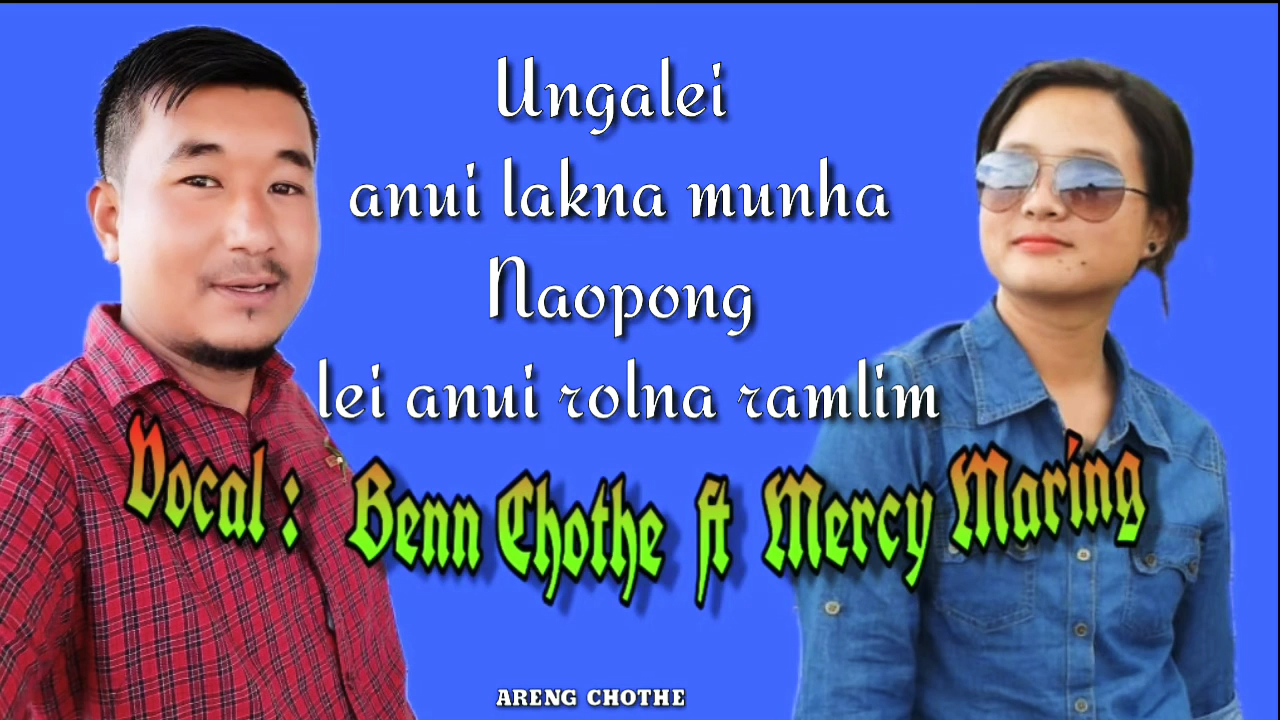 Ungalei
anui lakna munha
Naopong
lei anui rolna ramlim
Vocal : Benn Chothe ft Mercy Maring
ARENG CHOTHE